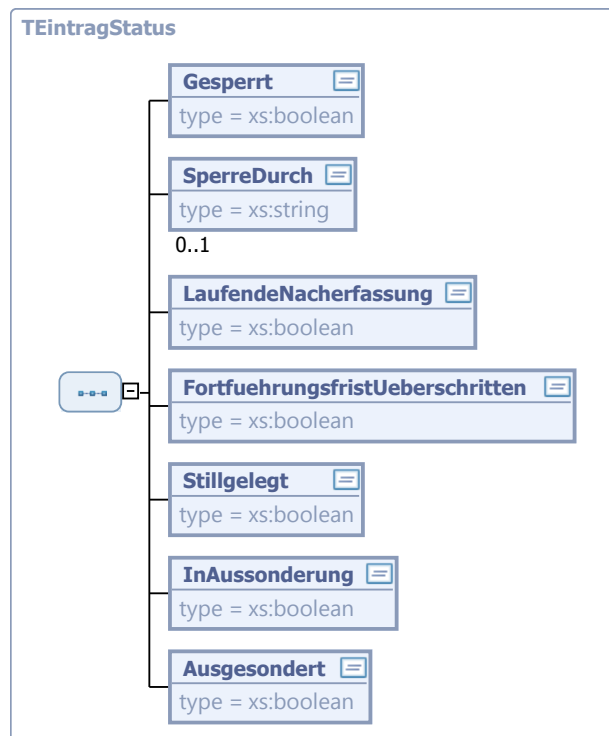 TEintragStatus
Gesperrt
type = xs:boolean
SperreDurch
type = xs:string
0..1
LaufendeNacherfassung
type = xs:boolean
FortfuehrungsfristUeberschritten
type = xs:boolean
Stillgelegt
type = xs:boolean
InAussonderung
type = xs:boolean
Ausgesondert
type = xs:boolean